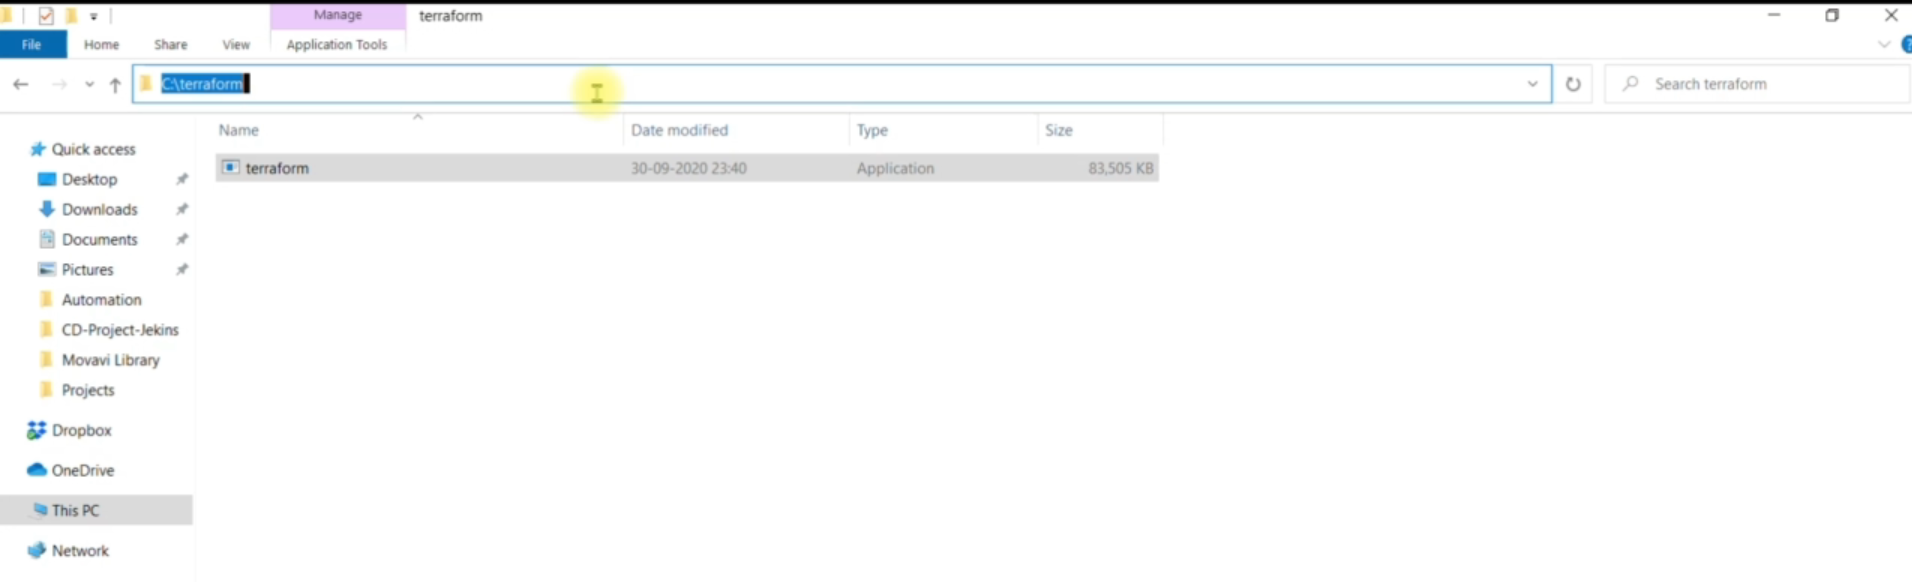 Manage terraform
File Home Share View Application Tools
C:\terraform Search terraform
Name Date modified Type Size
Quick access
terraform 30-09-2020 23:40 Application 83,505 KB
Desktop
Downloads
Documents
Pictures
Automation
CD-Project-Jekins
Movavi Library
Projects
Dropbox
OneDrive
This PC
Network